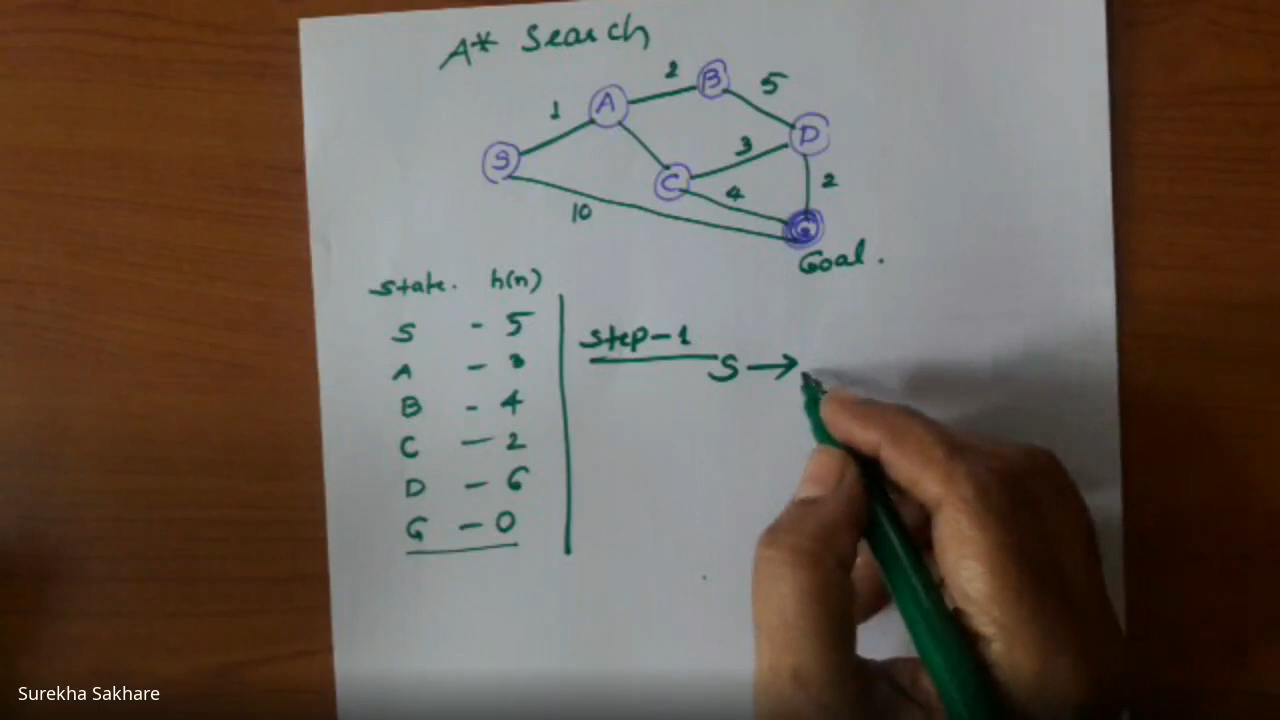 A* Search
2
B
5
1
A
D
S
3
C
4
2
10
G
Goal.
State. h(n)
S - 5
A - 3
B - 4
C - 2
D - 6
G - 0
Step-1
S →
Surekha Sakhare